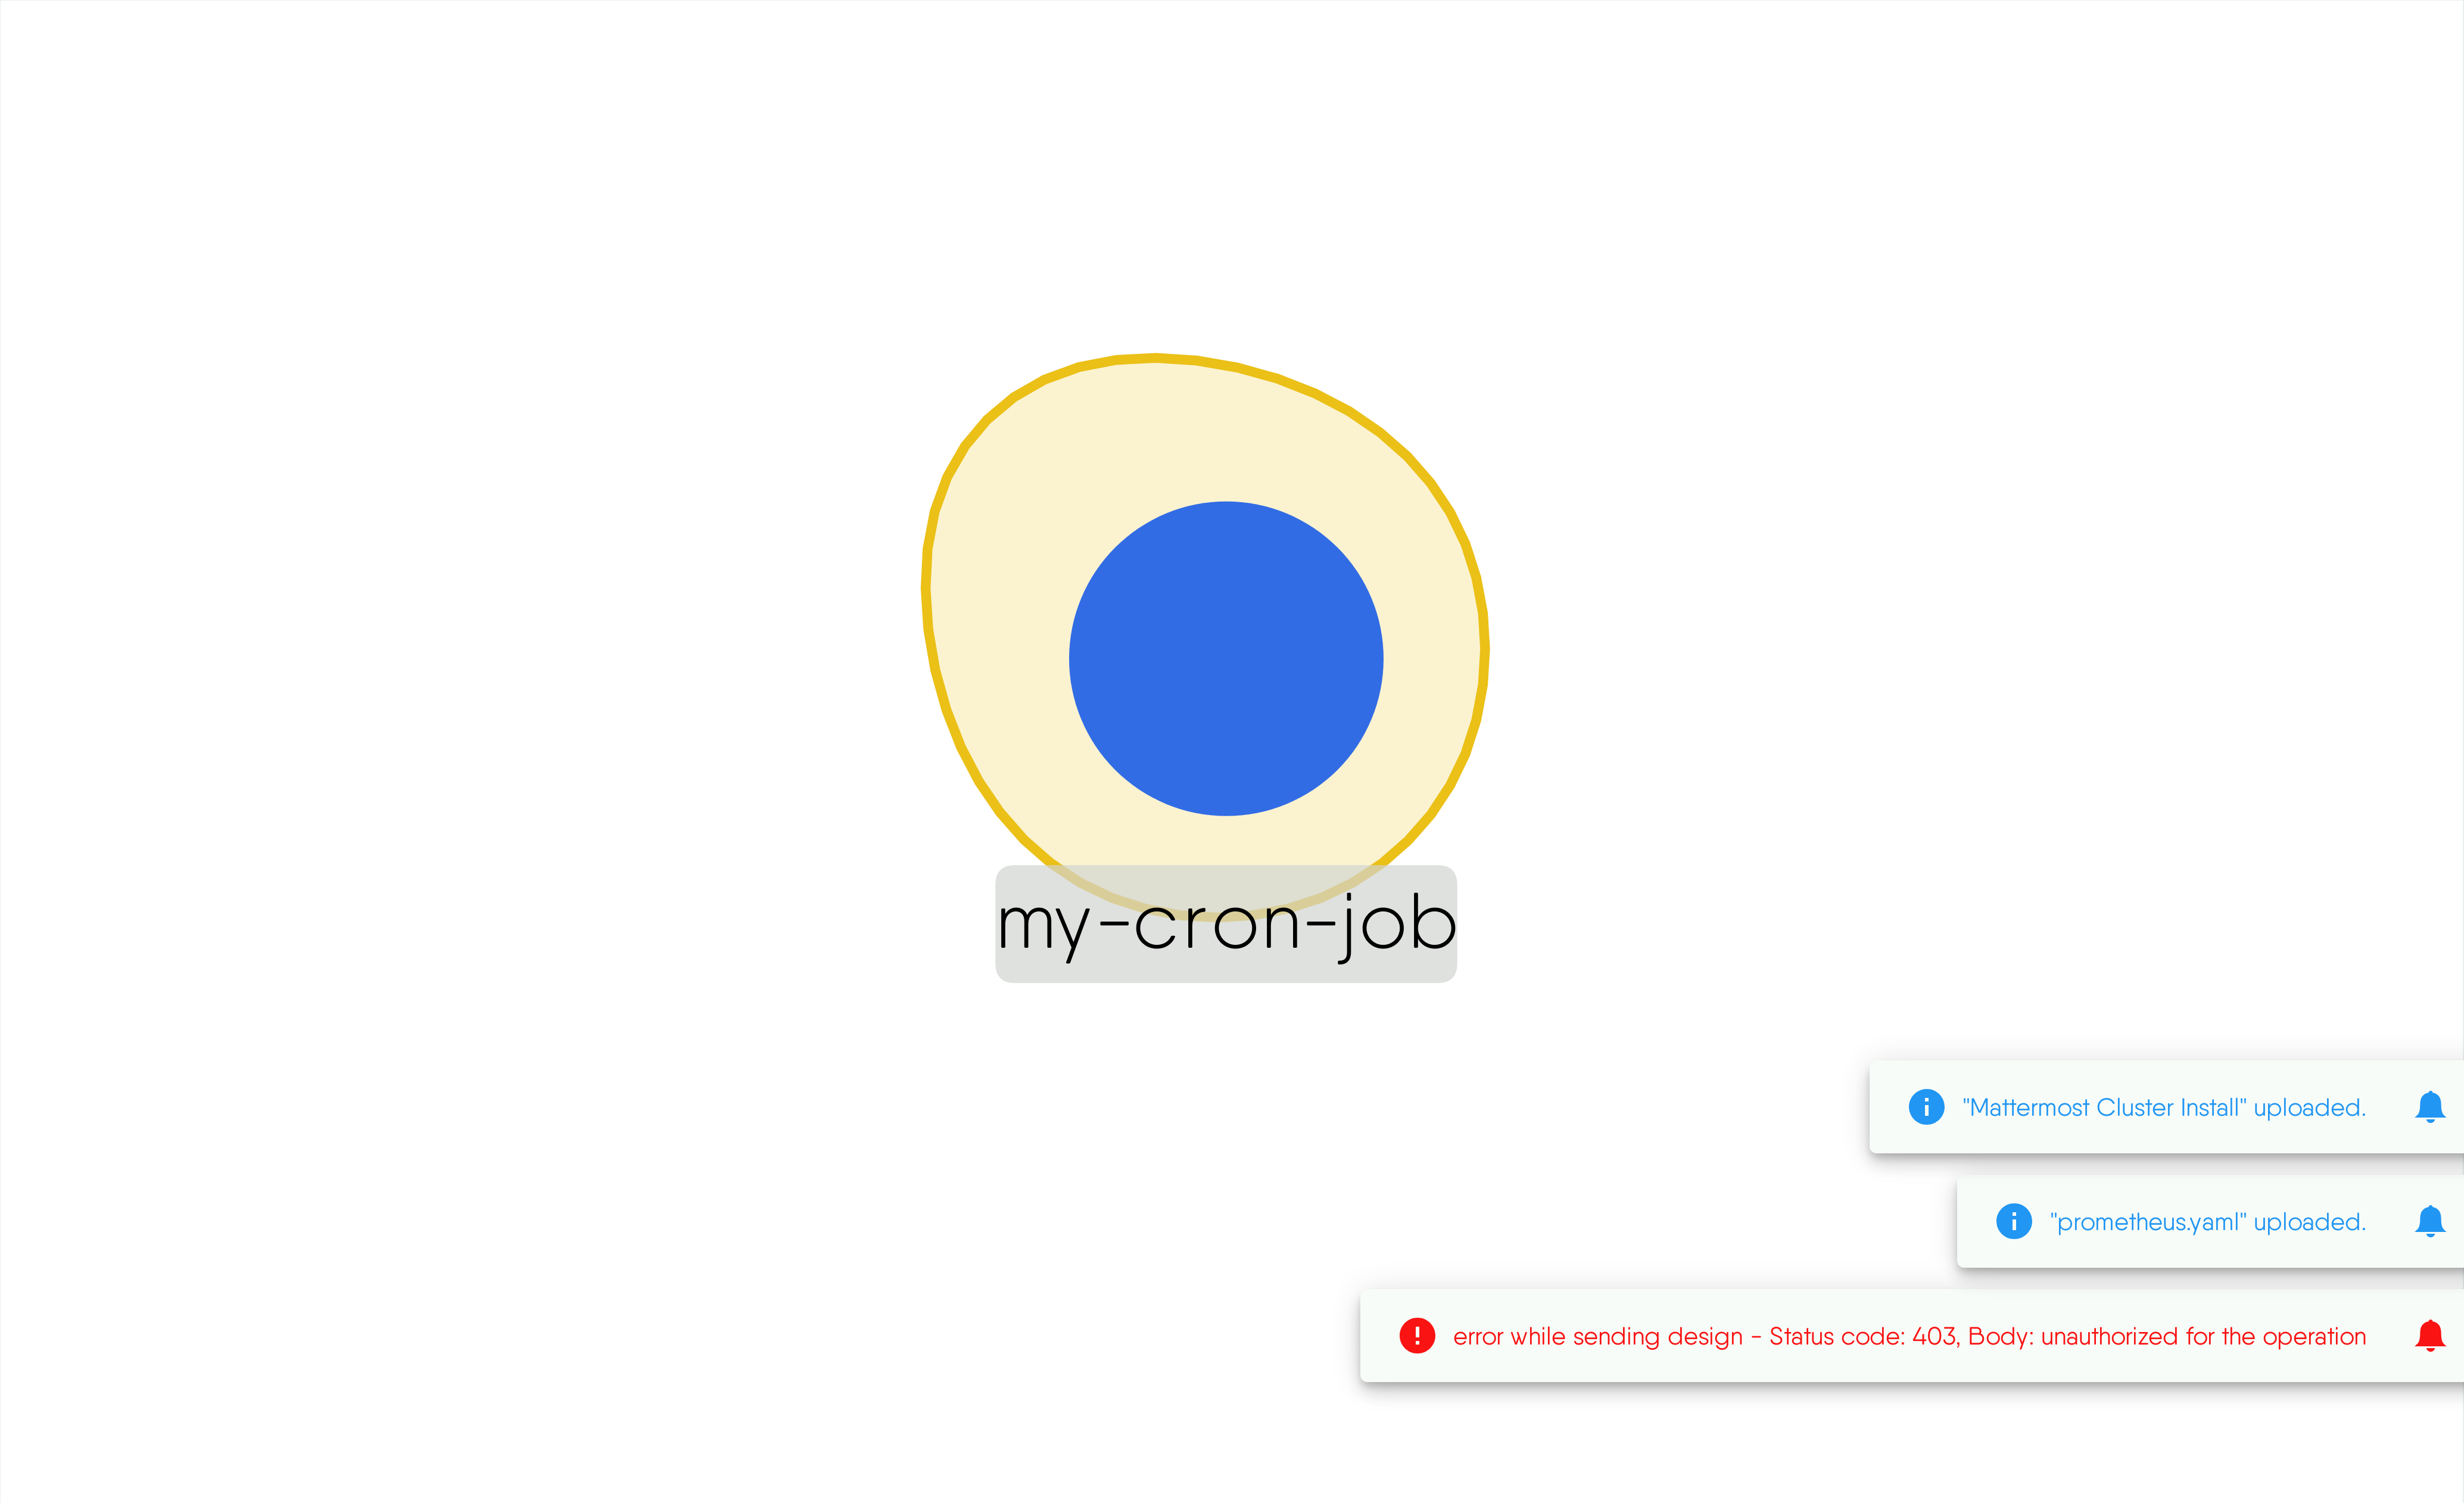 my-cron-job
"Mattermost Cluster Install" uploaded.
"prometheus.yaml" uploaded.
error while sending design - Status code: 403, Body: unauthorized for the operation